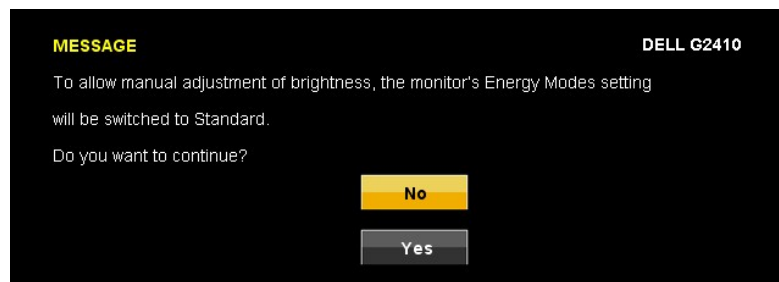 MESSAGE
DELL G2410
To allow manual adjustment of brightness, the monitor's Energy Modes setting
will be switched to Standard.
Do you want to continue?
No
Yes